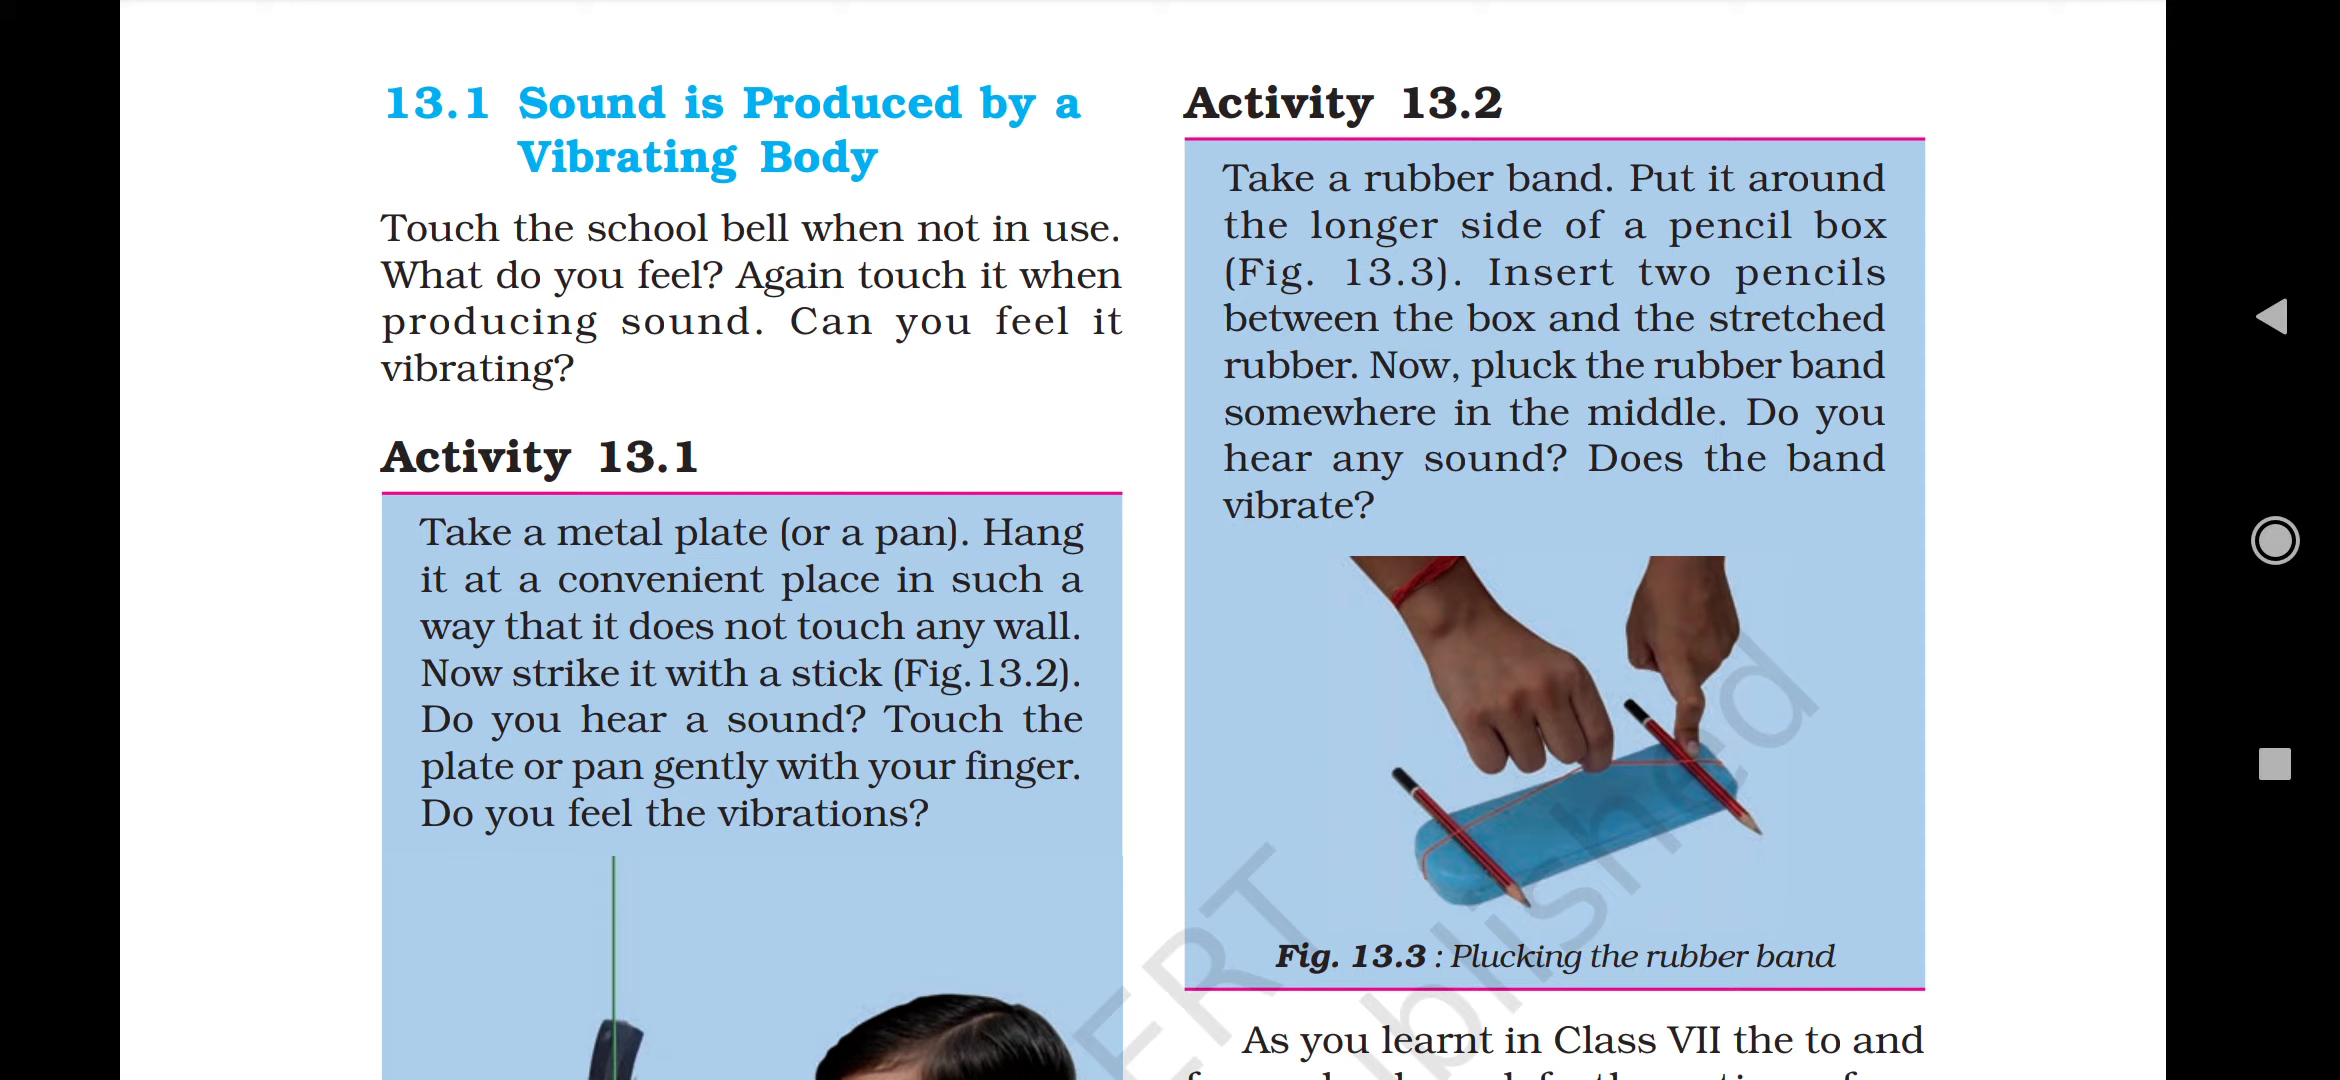 13.1 Sound is Produced by a
Vibrating Body
Touch the school bell when not in use.
What do you feel? Again touch it when
producing sound. Can you feel it
vibrating?
Activity 13.1
Take a metal plate (or a pan). Hang
it at a convenient place in such a
way that it does not touch any wall.
Now strike it with a stick (Fig.13.2).
Do you hear a sound? Touch the
plate or pan gently with your finger.
Do you feel the vibrations?
Activity 13.2
Take a rubber band. Put it around
the longer side of a pencil box
(Fig. 13.3). Insert two pencils
between the box and the stretched
rubber. Now, pluck the rubber band
somewhere in the middle. Do you
hear any sound? Does the band
vibrate?
Fig. 13.3 : Plucking the rubber band
As you learnt in Class VII the to and